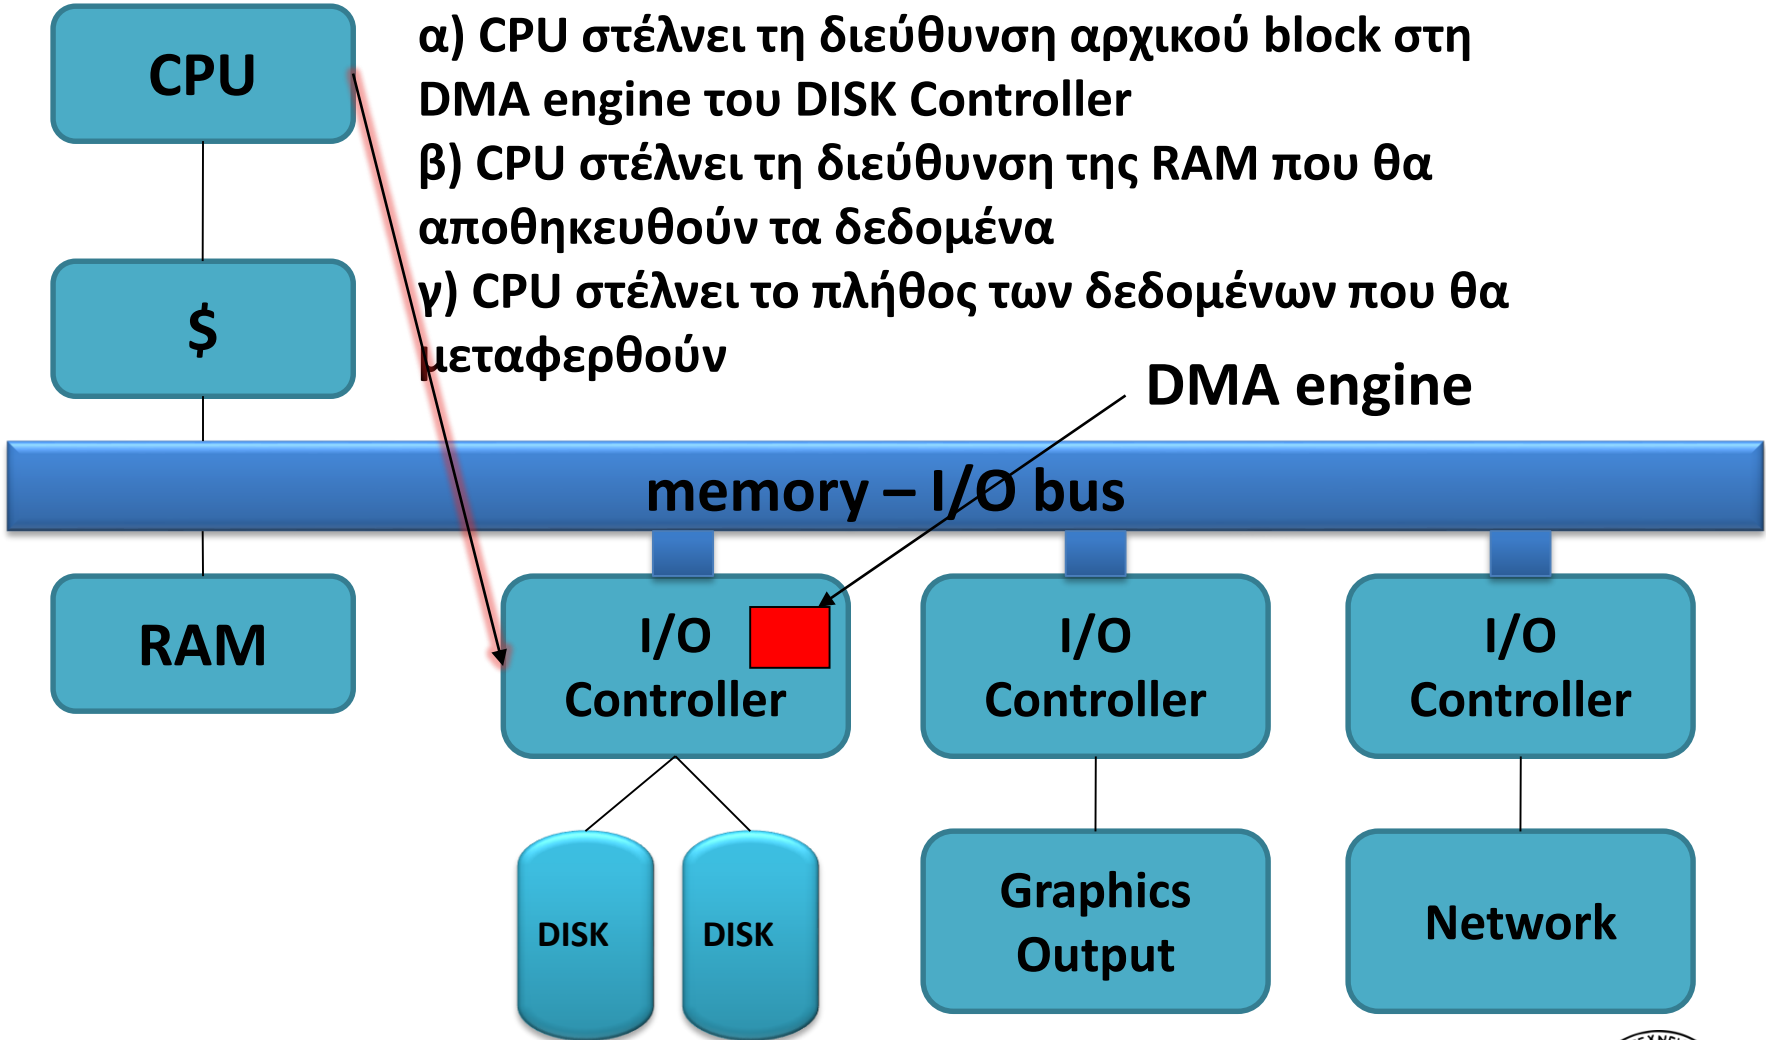 CPU
α) CPU στέλνει τη διεύθυνση αρχικού block στη
DMA engine του DISK Controller
β) CPU στέλνει τη διεύθυνση της RAM που θα
αποθηκευθούν τα δεδομένα
γ) CPU στέλνει το πλήθος των δεδομένων που θα
μεταφερθούν
$
DMA engine
memory – I/O bus
RAM
I/O
Controller
I/O
Controller
I/O
Controller
DISK
DISK
Graphics
Output
Network